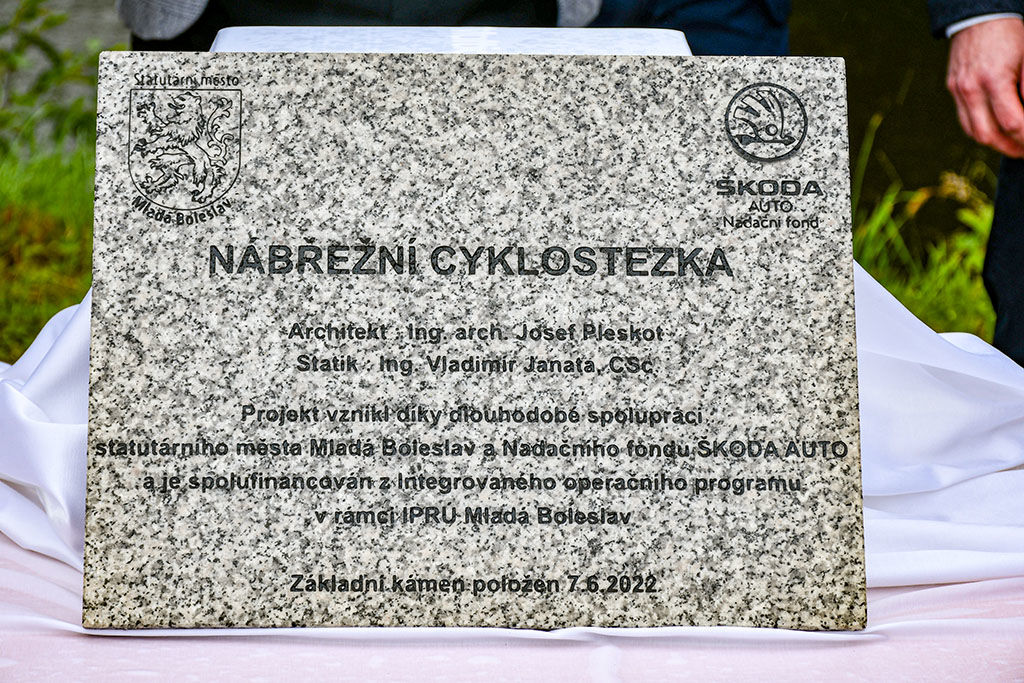 Statutární město
Mladá Boleslav
ŠKODA
AUTO
Nadační fond
NÁBŘEŽNÍ CYKLOSTEZKA
Architekt : Ing. arch. Josef Pleskot
Statik : Ing. Vladimír Janata, CSc.
Projekt vznikl díky dlouhodobé spolupráci
statutárního města Mladá Boleslav a Nadačního fondu ŠKODA AUTO
a je spolufinancován z Integrovaného operačního programu
v rámci IPRÚ Mladá Boleslav
Základní kámen položen 7.6.2022